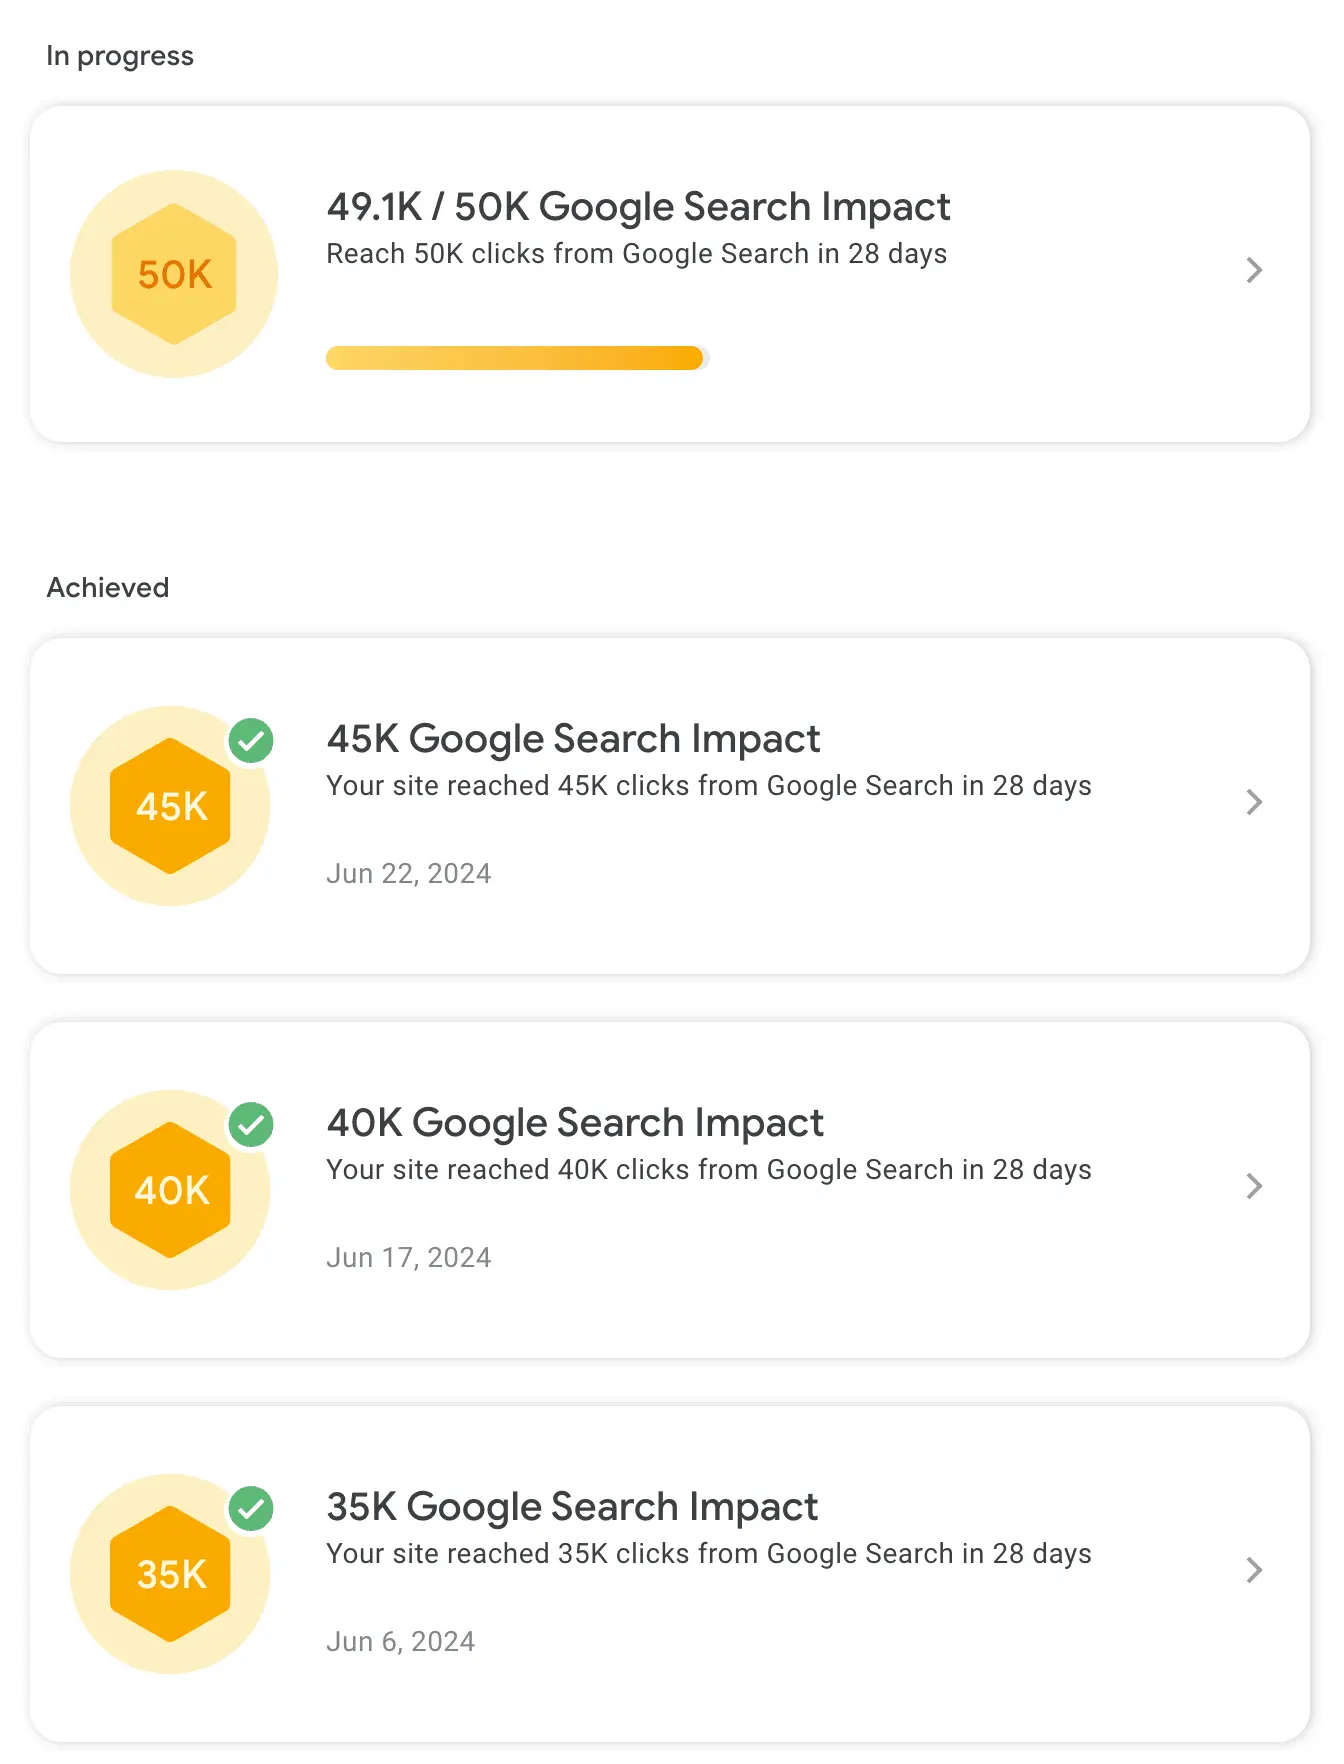 In progress
50K
49.1K / 50K Google Search Impact
Reach 50K clicks from Google Search in 28 days
Achieved
45K
45K Google Search Impact
Your site reached 45K clicks from Google Search in 28 days
Jun 22, 2024
40K
40K Google Search Impact
Your site reached 40K clicks from Google Search in 28 days
Jun 17, 2024
35K
35K Google Search Impact
Your site reached 35K clicks from Google Search in 28 days
Jun 6, 2024